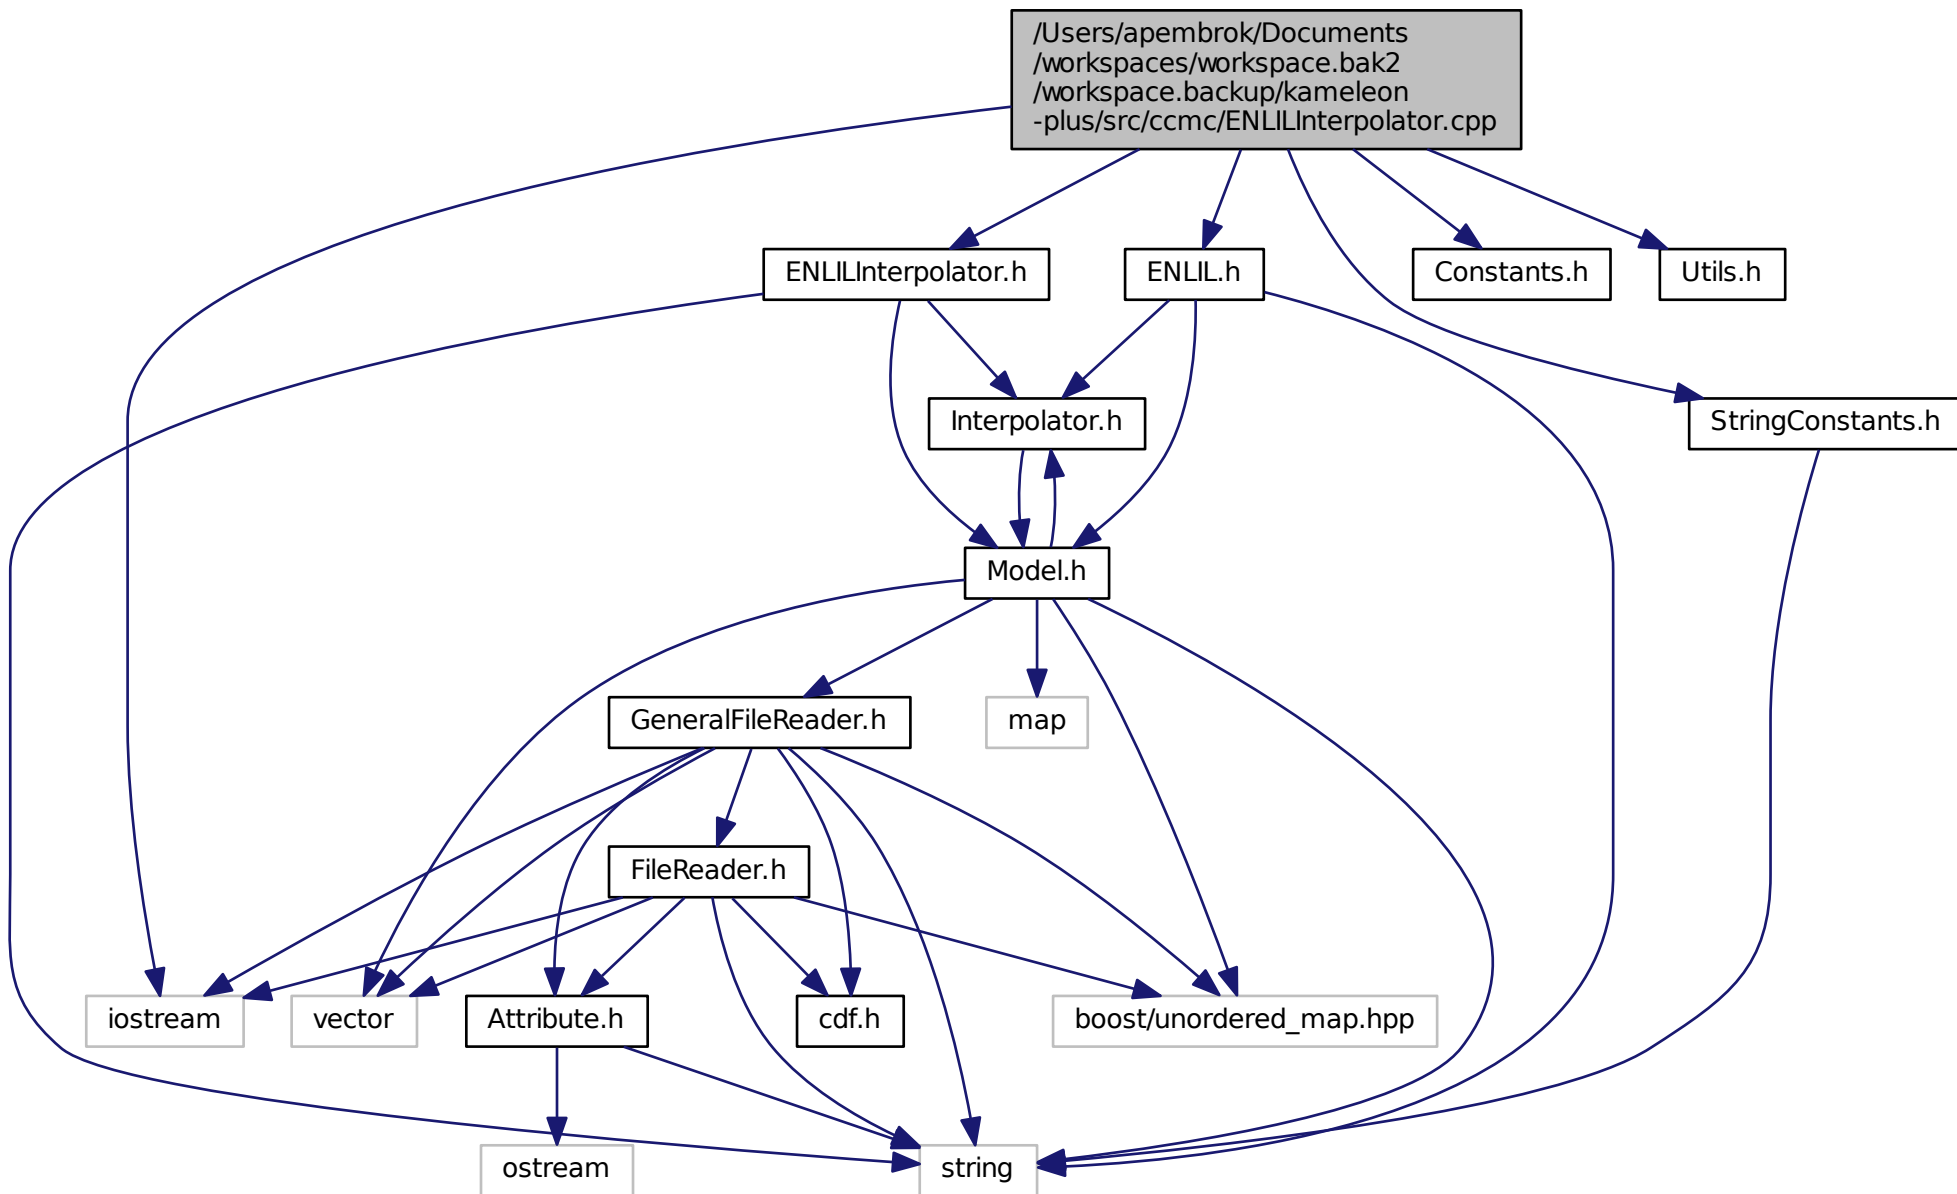 /Users/apembrok/Documents
/workspaces/workspace.bak2
/workspace.backup/kameleon
-plus/src/ccmc/ENLILInterpolator.cpp
ENLILInterpolator.h
ENLIL.h
Constants.h
Utils.h
Interpolator.h
StringConstants.h
Model.h
GeneralFileReader.h
map
FileReader.h
iostream
vector
Attribute.h
cdf.h
boost/unordered_map.hpp
ostream
string